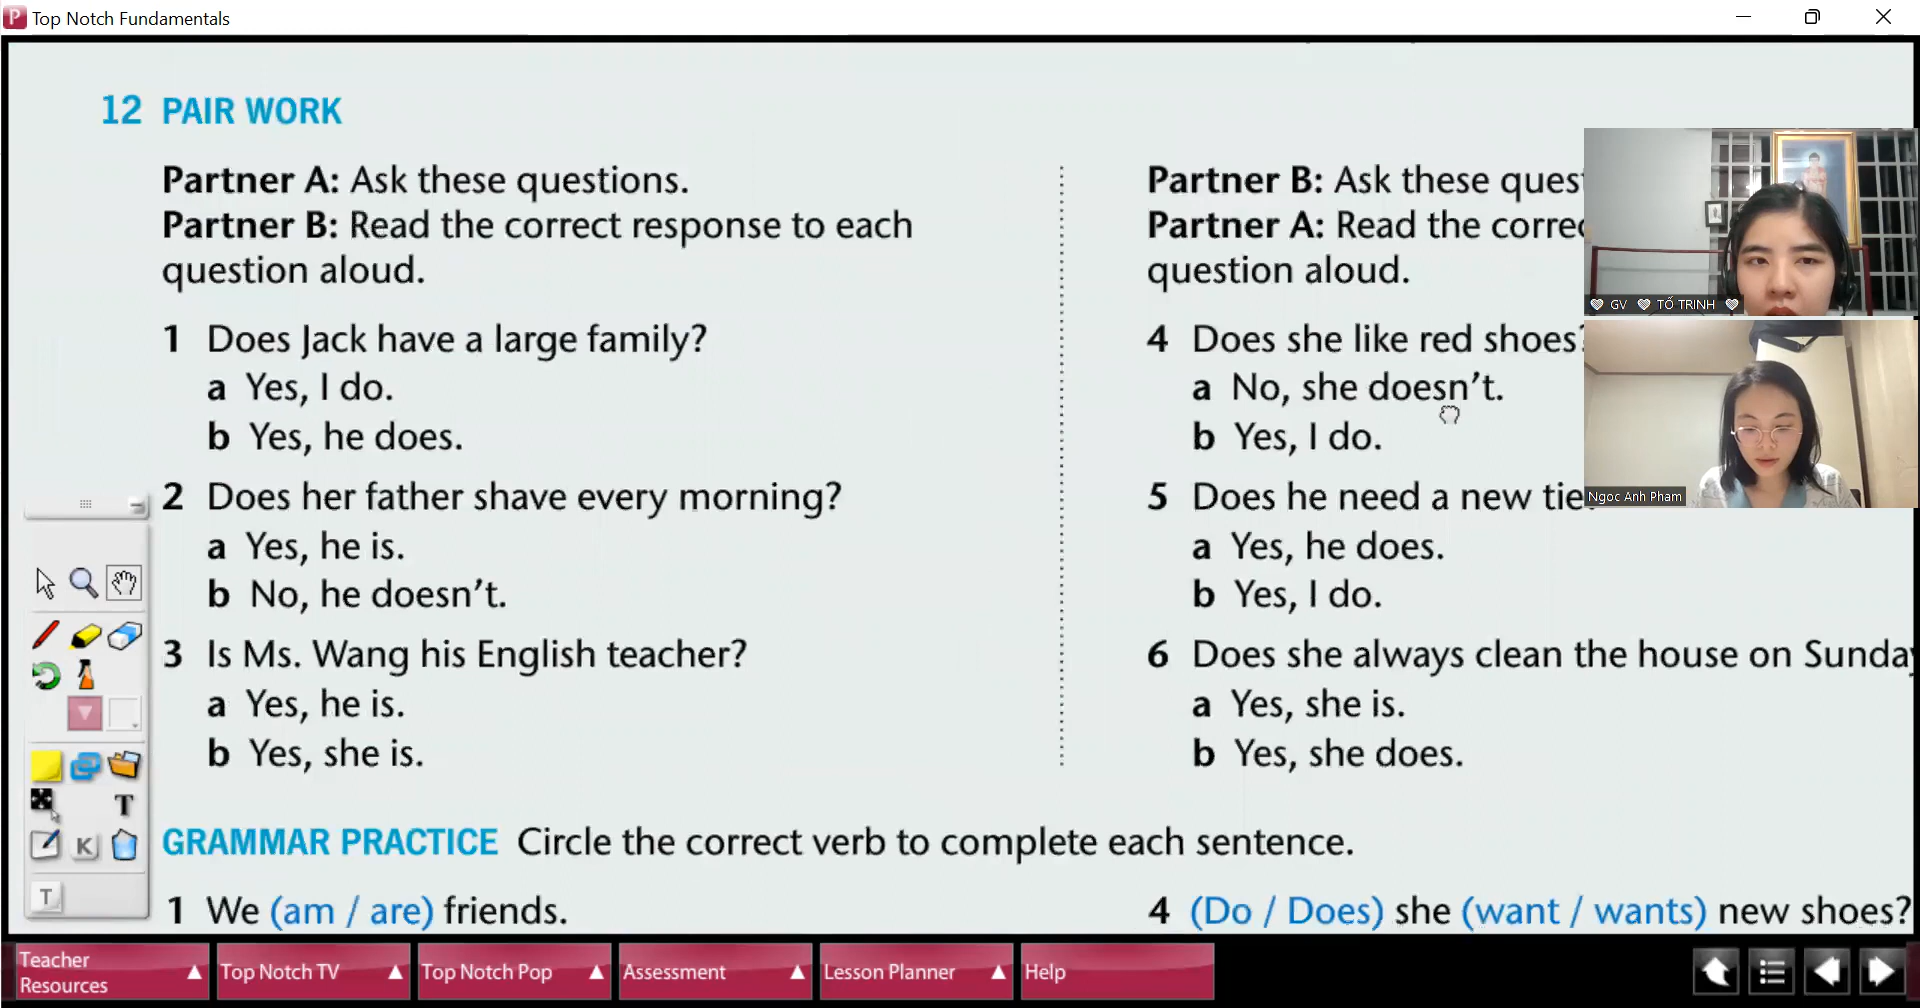 Top Notch Fundamentals
12 PAIR WORK
Partner A: Ask these questions.
Partner B: Read the correct response to each
question aloud.
1 Does Jack have a large family?
a Yes, I do.
b Yes, he does.
2 Does her father shave every morning?
a Yes, he is.
b No, he doesn't.
3 Is Ms. Wang his English teacher?
a Yes, he is.
b Yes, she is.
Partner B: Ask these
Partner A: Read the
question aloud.
4 Does she like red shoes?
a No, she doesn't.
b Yes, I do.
5 Does he need a new tie
a Yes, he does.
b Yes, I do.
6 Does she always clean the house on
a Yes, she is.
b Yes, she does.
GV TỐ TRINH
Ngoc Anh Pham
GRAMMAR PRACTICE Circle the correct verb to complete each sentence.
1 We (am / are) friends.
4 (Do / Does) she (want / wants) new shoes?
T
K
T
Teacher
Resources
Top Notch TV
Top Notch Pop
Assessment
Lesson Planner
Help